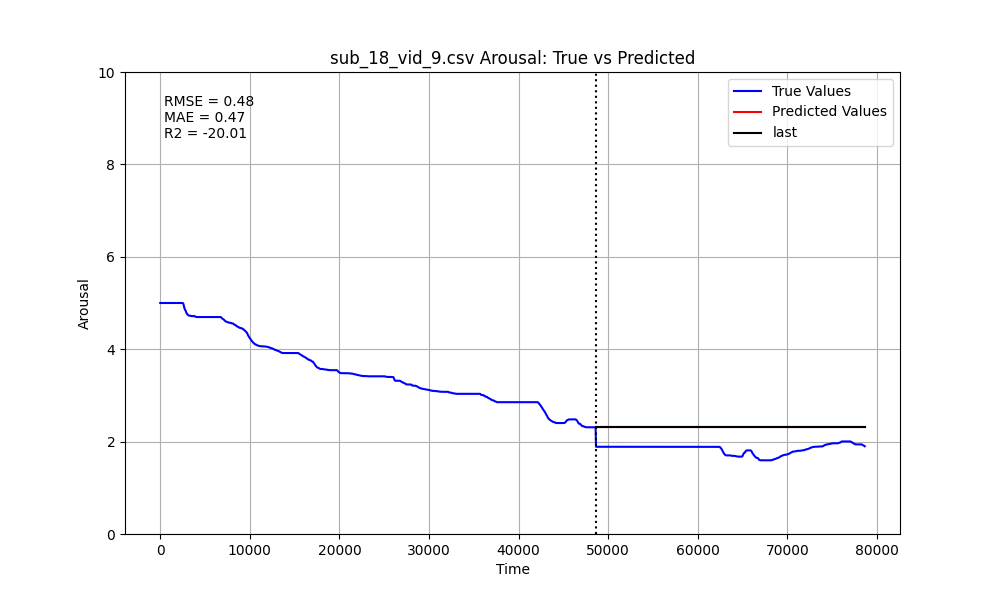 sub_18_vid_9.csv Arousal: True vs Predicted
RMSE = 0.48
MAE = 0.47
R2 = -20.01
True Values
Predicted Values
last
Arousal
10
8
6
4
2
0
0
10000
20000
30000
40000
50000
60000
70000
80000
Time